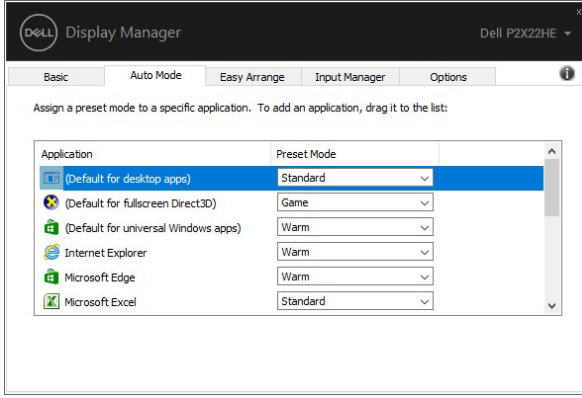 DELL Display Manager
Dell P2X22HE
Basic Auto Mode Easy Arrange Input Manager Options
Assign a preset mode to a specific application. To add an application, drag it to the list:
Application Preset Mode
(Default for desktop apps) Standard
(Default for fullscreen Direct3D) Game
(Default for universal Windows apps) Warm
Internet Explorer Warm
Microsoft Edge Warm
Microsoft Excel Standard